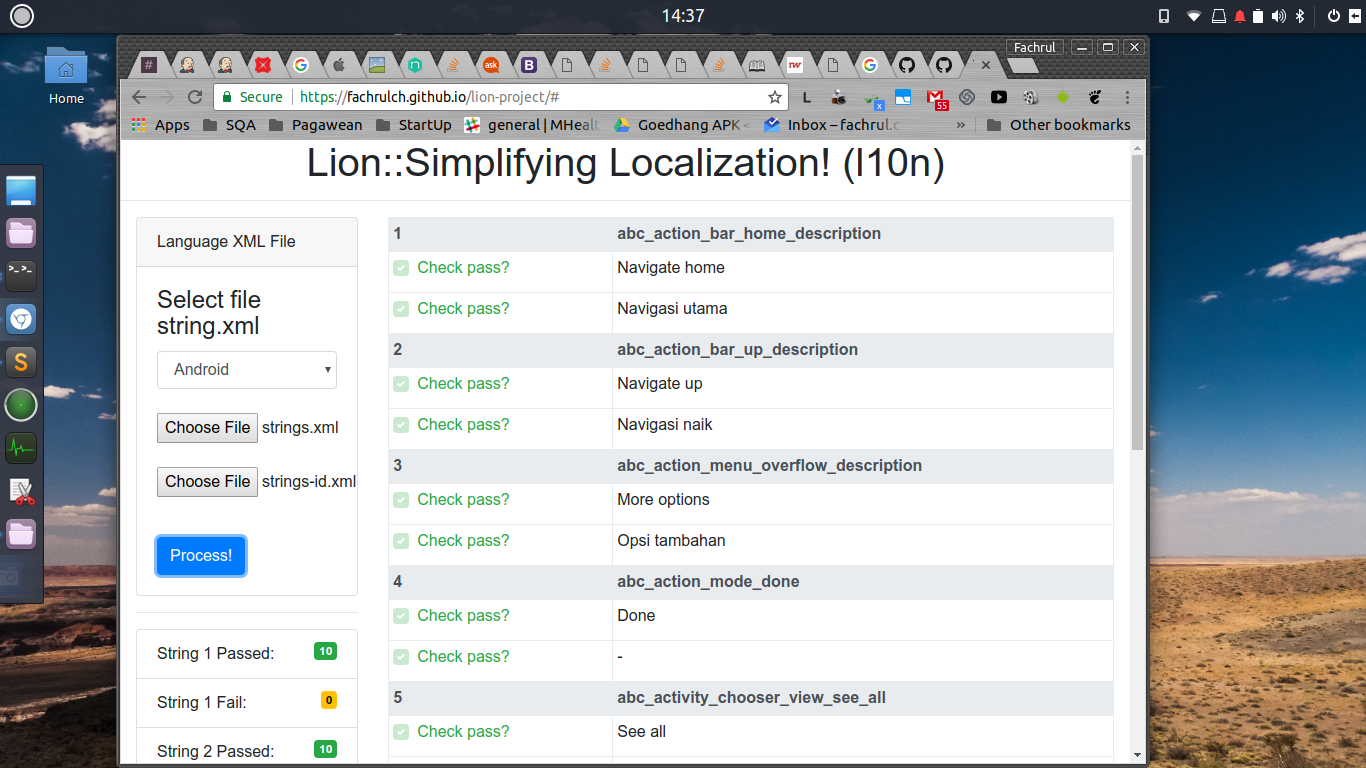 14:37
Home
Fachrul
#
ask
B
TW
Secure
https://fachrulch.github.io/lion-project/#
L
x
55
Apps
SQA
Pagawean
StartUp
general | MHealt
Goedhang APK
Inbox – fachrul.c
»
Other bookmarks
Lion::Simplifying Localization! (l10n)
Language XML File
Select file
string.xml
Android
Choose File strings.xml
Choose File strings-id.xml
Process!
String 1 Passed: 10
String 1 Fail: 0
String 2 Passed: 10
1 abc_action_bar_home_description
Check pass? Navigate home
Check pass? Navigasi utama
2 abc_action_bar_up_description
Check pass? Navigate up
Check pass? Navigasi naik
3 abc_action_menu_overflow_description
Check pass? More options
Check pass? Opsi tambahan
4 abc_action_mode_done
Check pass? Done
Check pass? -
5 abc_activity_chooser_view_see_all
Check pass? See all